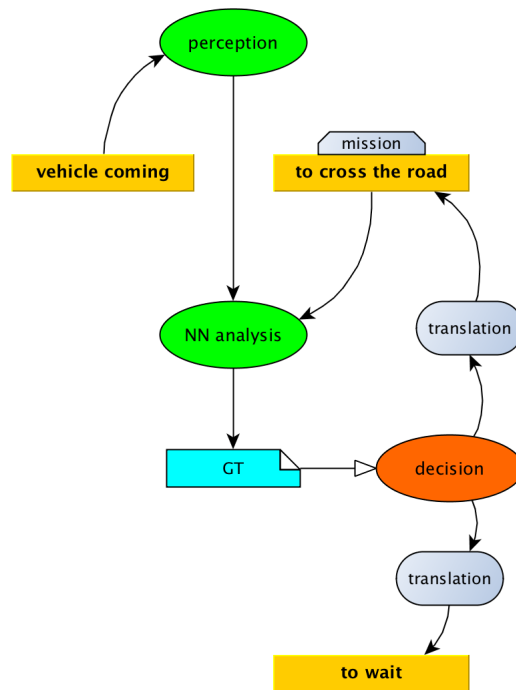 perception
mission
vehicle coming
to cross the road
NN analysis
translation
GT
decision
translation
to wait